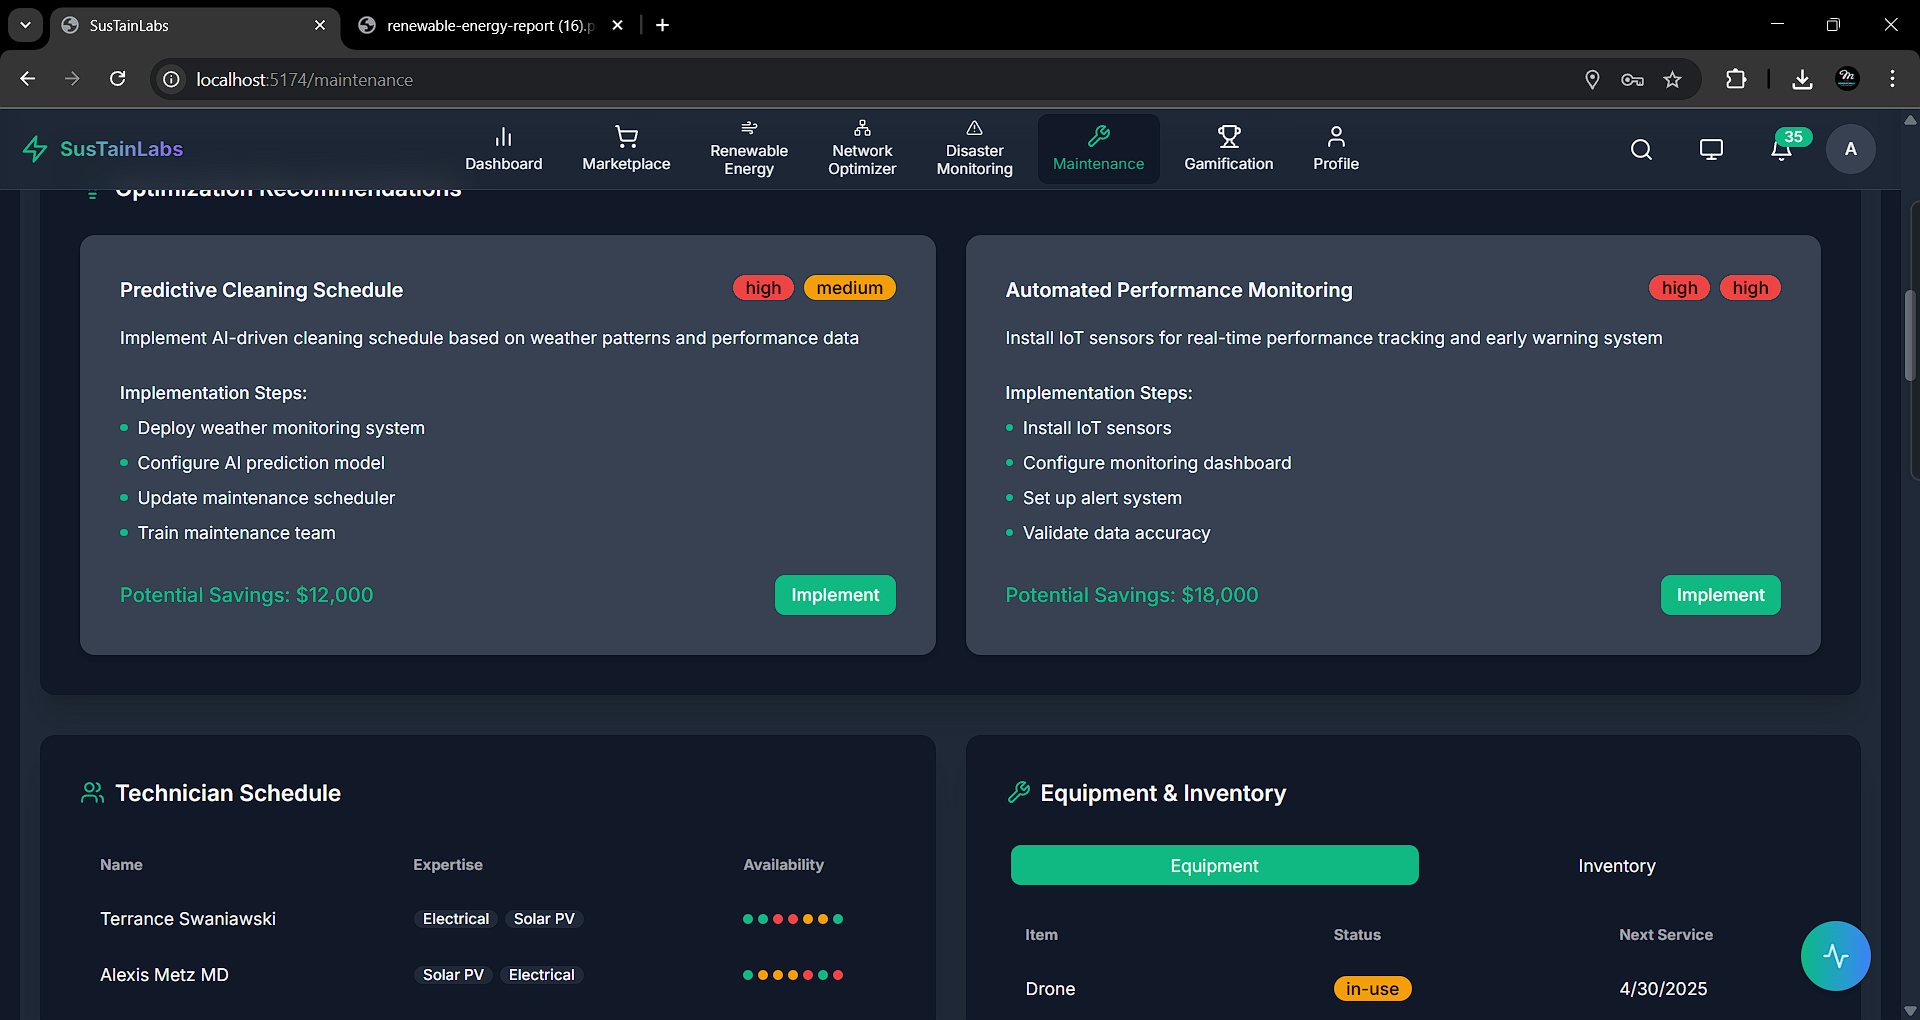 SusTainLabs
renewable-energy-report (16).p
localhost:5174/maintenance
SusTainLabs
Dashboard
Marketplace
Renewable
Energy
Network
Optimizer
Disaster
Monitoring
Maintenance
Gamification
Profile
35
A
Optimization Recommendations
Predictive Cleaning Schedule
high medium
Implement AI-driven cleaning schedule based on weather patterns and performance data
Implementation Steps:
Deploy weather monitoring system
Configure AI prediction model
Update maintenance scheduler
Train maintenance team
Potential Savings: $12,000
Implement
Automated Performance Monitoring
high high
Install IoT sensors for real-time performance tracking and early warning system
Implementation Steps:
Install IoT sensors
Configure monitoring dashboard
Set up alert system
Validate data accuracy
Potential Savings: $18,000
Implement
Technician Schedule
Name Expertise Availability
Terrance Swaniawski Electrical Solar PV
Alexis Metz MD Solar PV Electrical
Equipment & Inventory
Equipment Inventory
Item Status Next Service
Drone in-use 4/30/2025